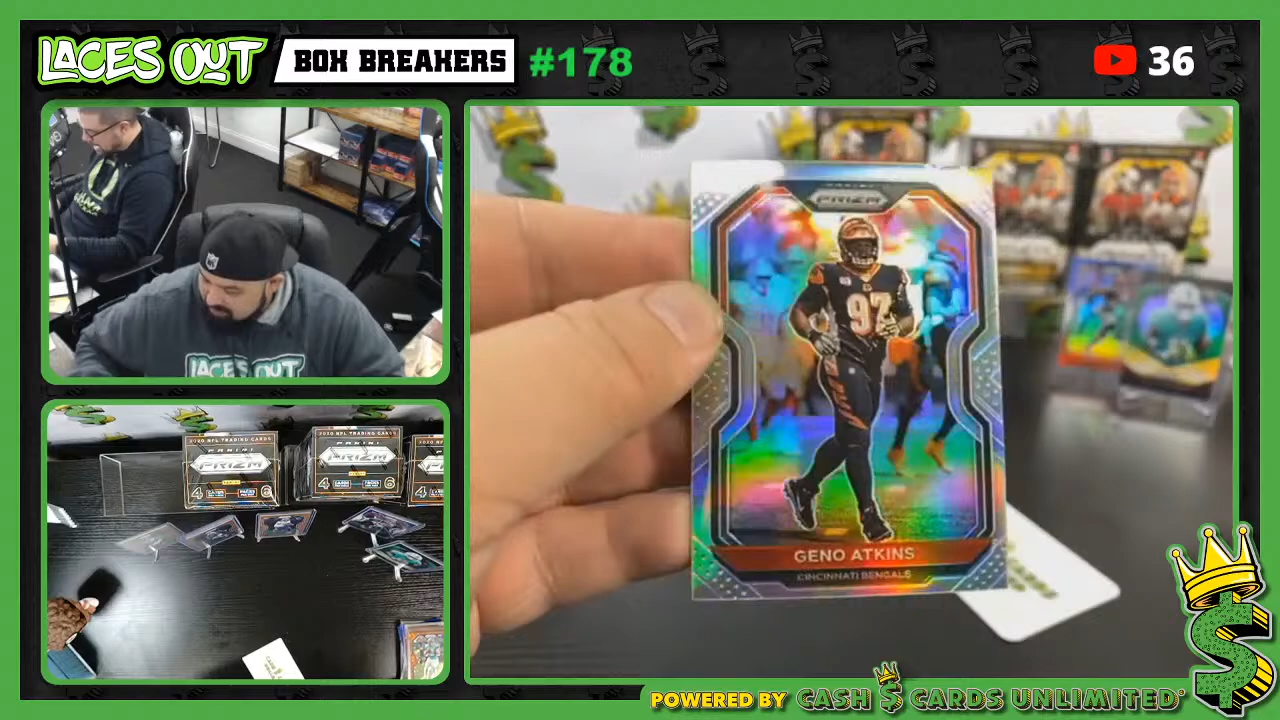 LACES OUT BOX BREAKERS #178
36
LACES OUT
2020 NFL TRADING CARDS
PANINI
PRIZM
4
6
2020 NFL TRADING CARDS
PANINI
PRIZM
4
6
4
PRIZM
97
GENO ATKINS
CINCINNATI BENGALS
POWERED BY CASH $ CARDS UNLIMITED